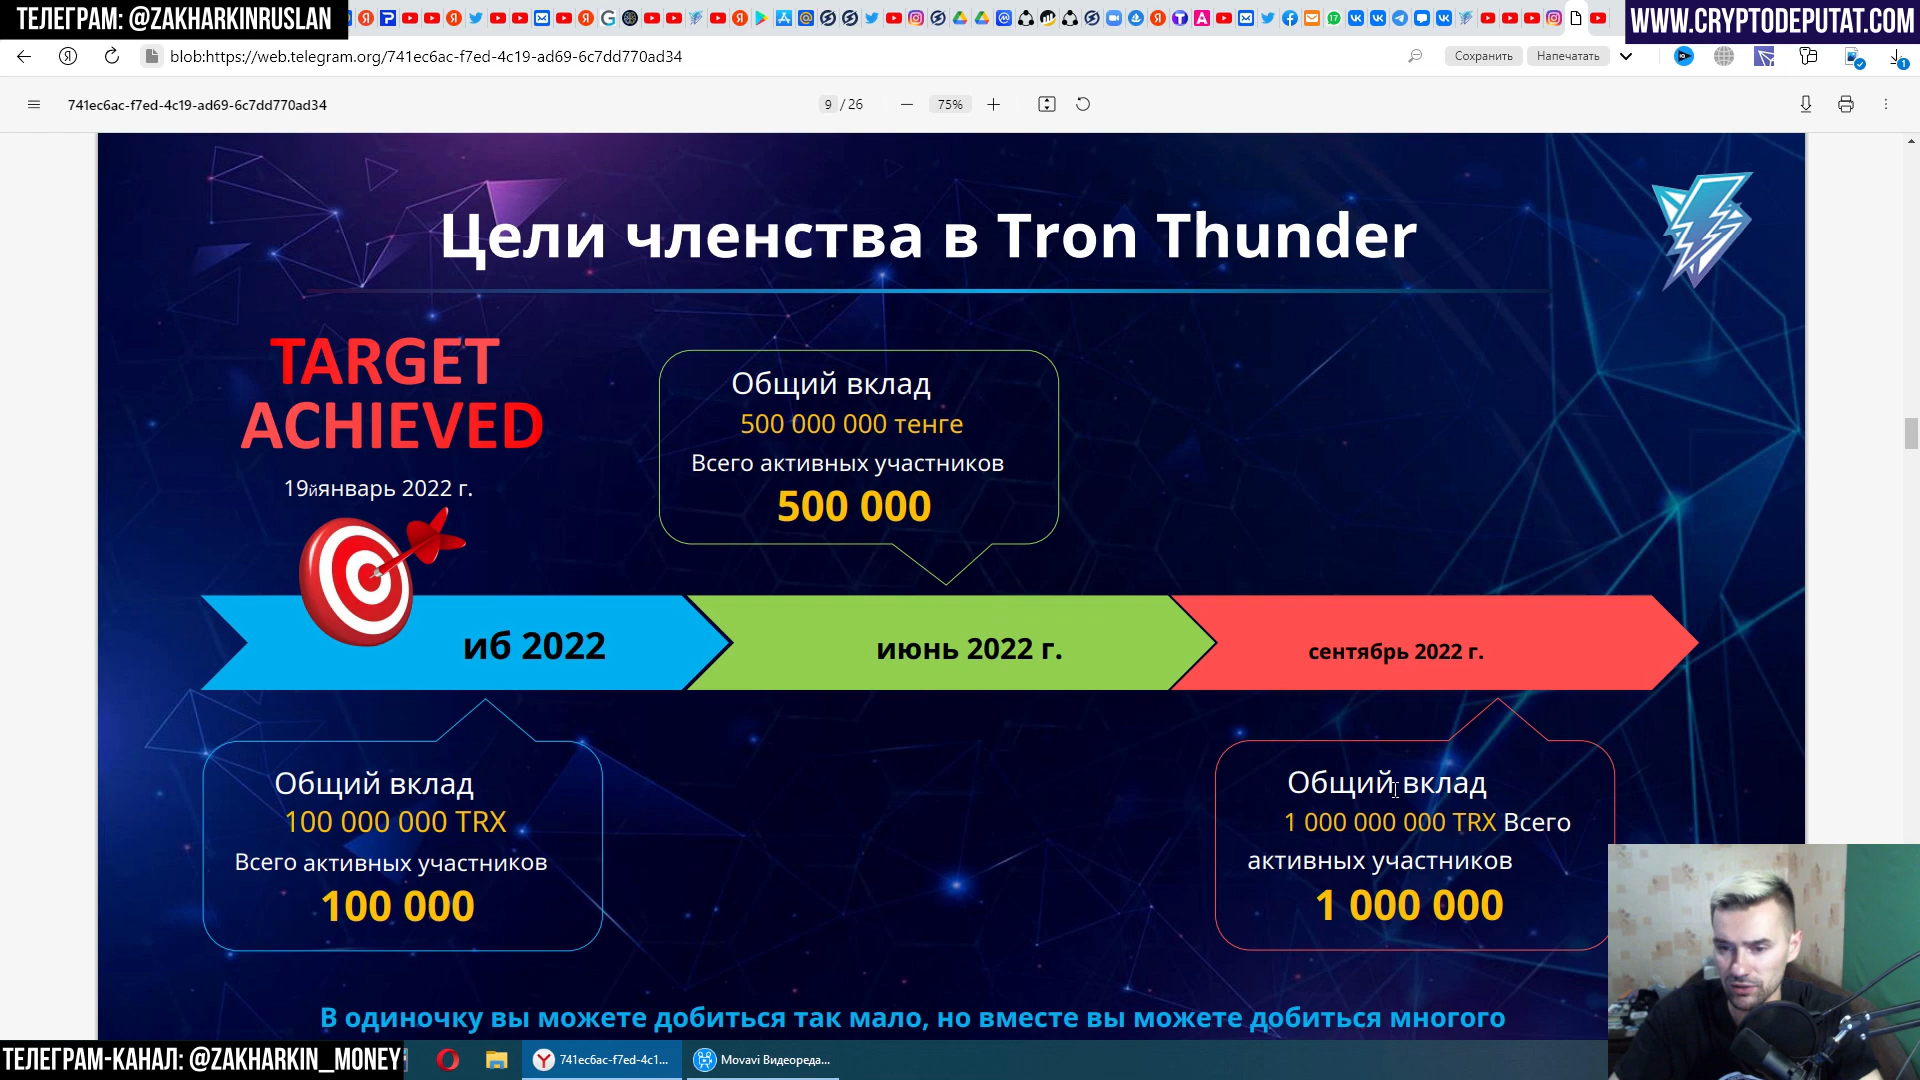 ТЕЛЕГРАМ: @ZAKHARKINRUSLAN
WWW.CRYPTODEPUTAT.COM
blob:https://web.telegram.org/741ec6ac-f7ed-4c19-ad69-6c7dd770ad34
Сохранить
Напечатать
741ec6ac-f7ed-4c19-ad69-6c7dd770ad34
9 / 26
75%
Цели членства в Tron Thunder
TARGET
ACHIEVED
19йянварь 2022 г.
Общий вклад
500 000 000 тенге
Всего активных участников
500 000
иб 2022
июнь 2022 г.
сентябрь 2022 г.
Общий вклад
100 000 000 TRX
Всего активных участников
100 000
Общий вклад
1 000 000 000 TRX Всего
активных участников
1 000 000
В одиночку вы можете добиться так мало, но вместе вы можете добиться многого
ТЕЛЕГРАМ-КАНАЛ: @ZAKHARKIN_MONEY
741ec6ac-f7ed-4c1...
Movavi Видеореда...